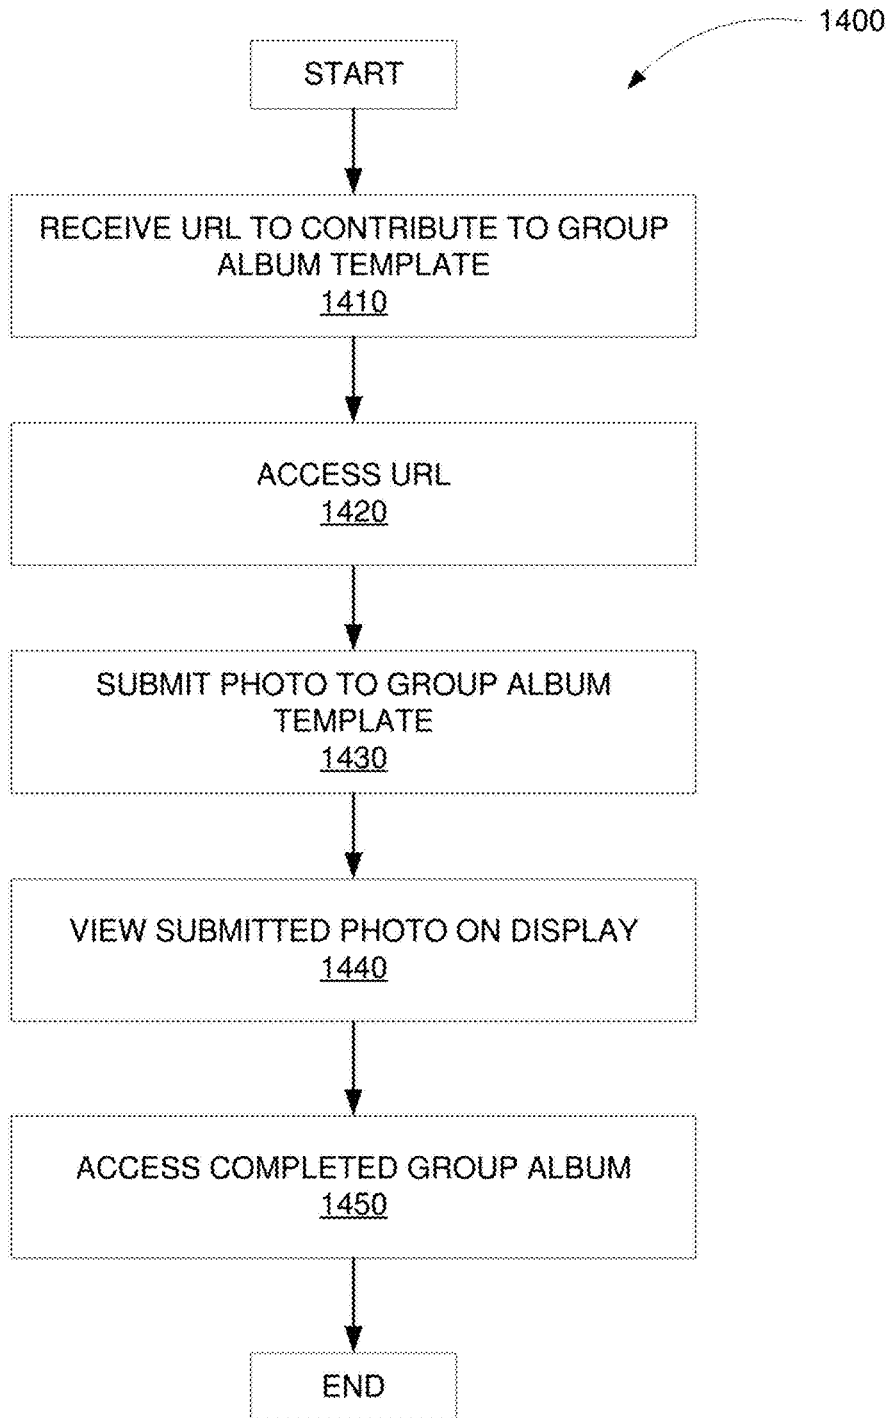 1400
START
RECEIVE URL TO CONTRIBUTE TO GROUP
ALBUM TEMPLATE
1410
ACCESS URL
1420
SUBMIT PHOTO TO GROUP ALBUM
TEMPLATE
1430
VIEW SUBMITTED PHOTO ON DISPLAY
1440
ACCESS COMPLETED GROUP ALBUM
1450
END